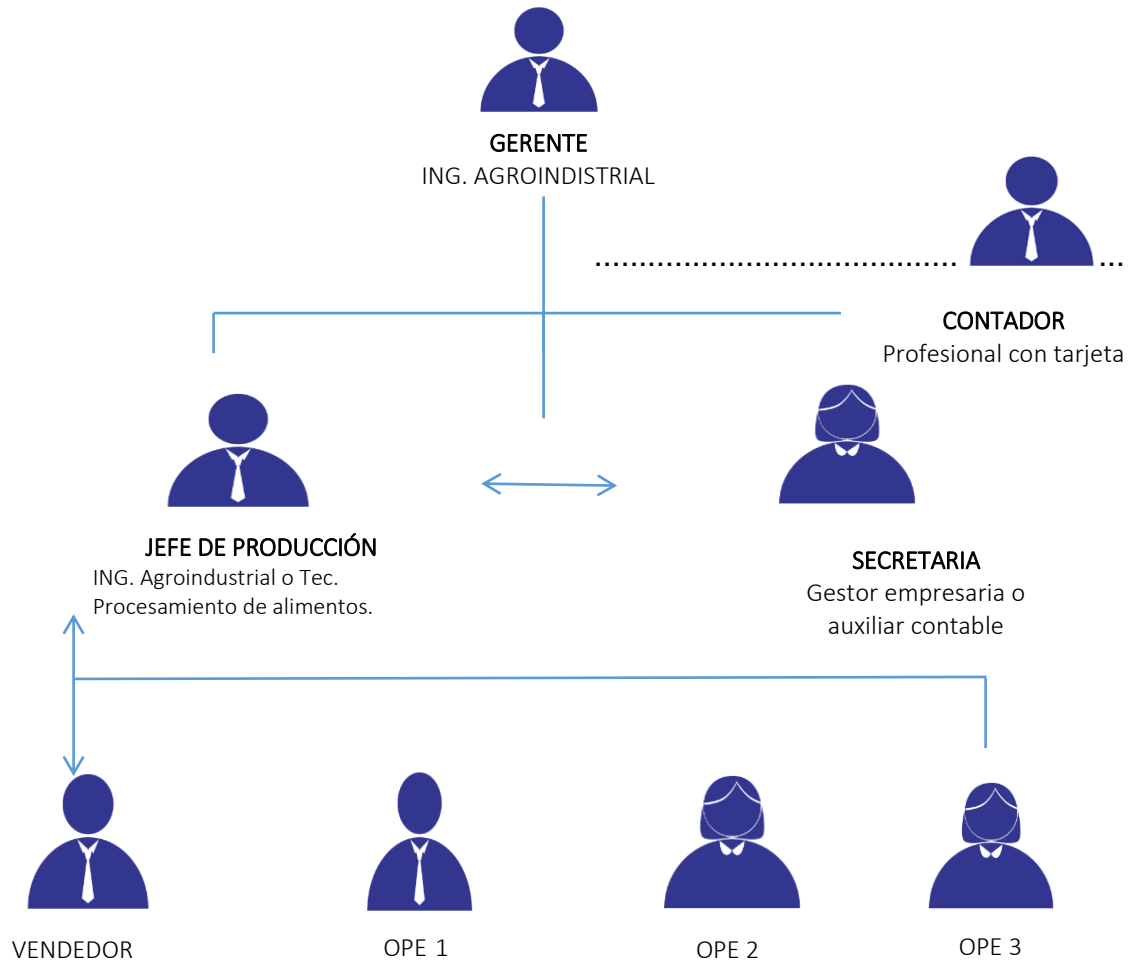 GERENTE
ING. AGROINDISTRIAL
CONTADOR
Profesional con tarjeta
JEFE DE PRODUCCIÓN
ING. Agroindustrial o Tec.
Procesamiento de alimentos.
SECRETARIA
Gestor empresaria o
auxiliar contable
VENDEDOR
OPE 1
OPE 2
OPE 3